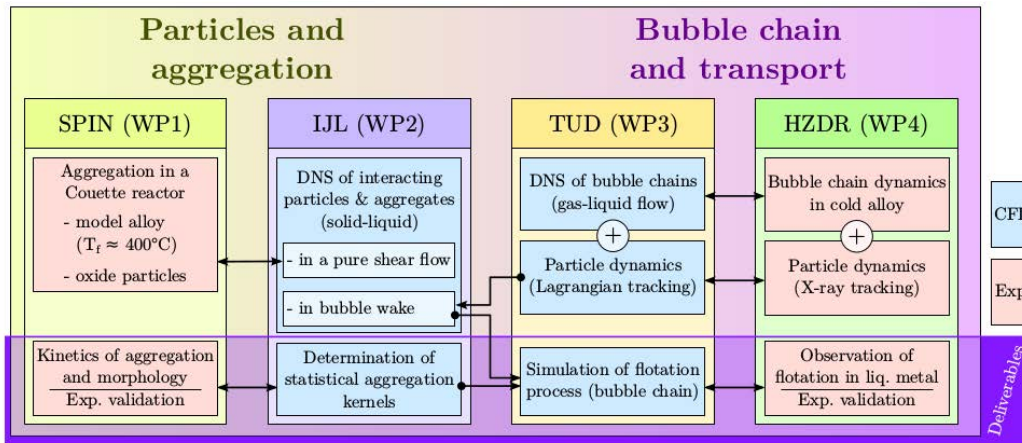 Particles and
aggregation
Bubble chain
and transport
SPIN (WP1)
IJL (WP2)
TUD (WP3)
HZDR (WP4)
Aggregation in a
Couette reactor
- model alloy
(Tf ≈ 400°C)
- oxide particles
DNS of interacting
particles & aggregates
(solid-liquid)
- in a pure shear flow
- in bubble wake
DNS of bubble chains
(gas-liquid flow)
+
Particle dynamics
(Lagrangian tracking)
Bubble chain dynamics
in cold alloy
+
Particle dynamics
(X-ray tracking)
CFD
Exp
Kinetics of aggregation
and morphology
Exp. validation
Determination of
statistical aggregation
kernels
Simulation of flotation
process (bubble chain)
Observation of
flotation in liq. metal
Exp. validation
Deliverables